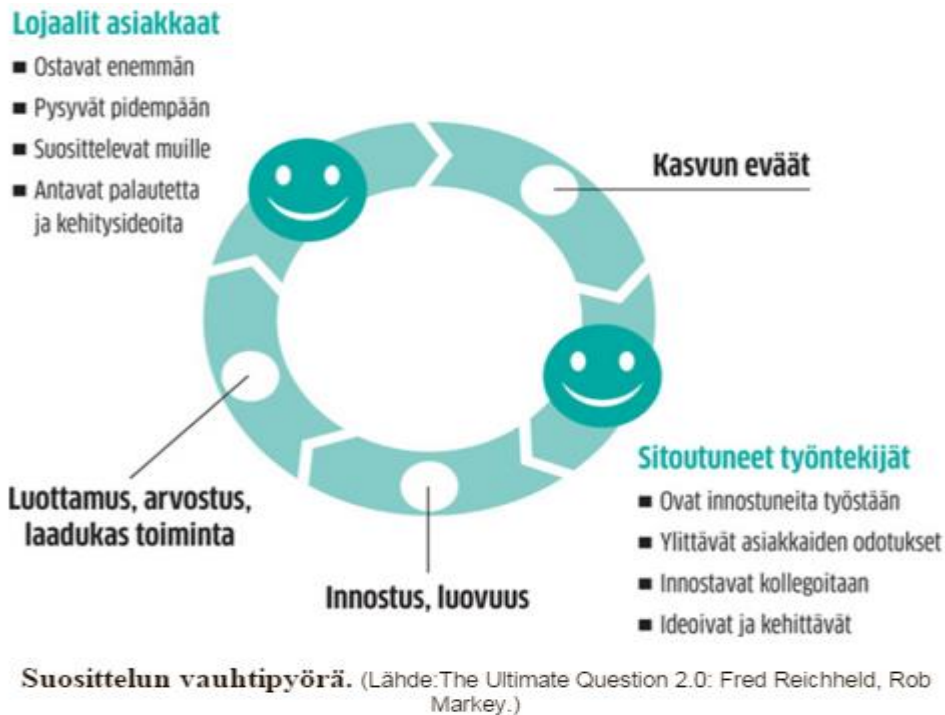 Lojaalit asiakkaat
■ Ostavat enemmän
■ Pysyvät pidempään
■ Suosittelevat muille
■ Antavat palautetta
ja kehitysideoita
Kasvun eväät
Sitoutuneet työntekijät
■ Ovat innostuneita työstään
■ Ylittävät asiakkaiden odotukset
■ Innostavat kollegoitaan
■ Ideoivat ja kehittävät
Innostus, luovuus
Luottamus, arvostus,
laadukas toiminta
Suosittelun vauhtipyörä. (Lähde:The Ultimate Question 2.0: Fred Reichheld, Rob
Markey.)